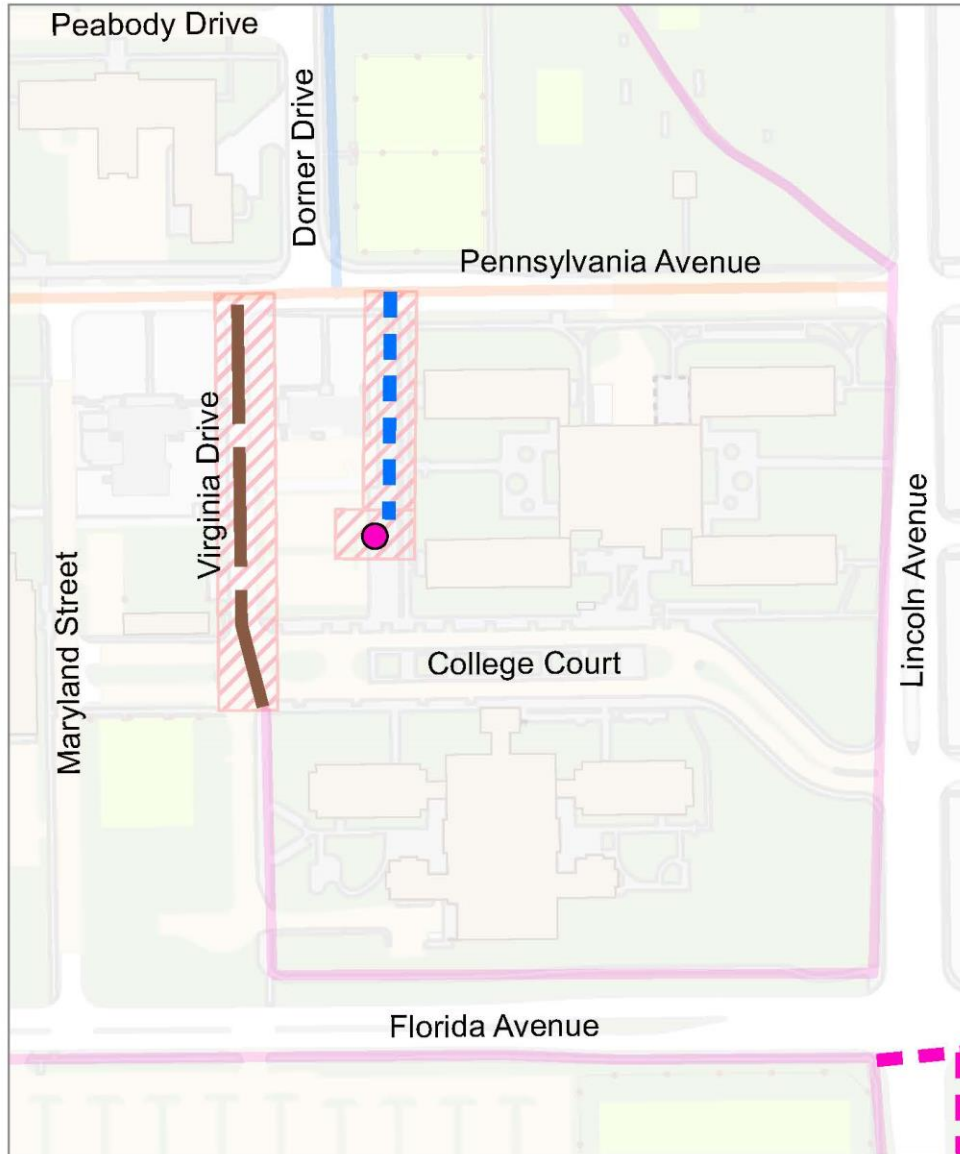 Peabody Drive
Dorner Drive
Pennsylvania Avenue
Virginia Drive
Maryland Street
College Court
Lincoln Avenue
Florida Avenue